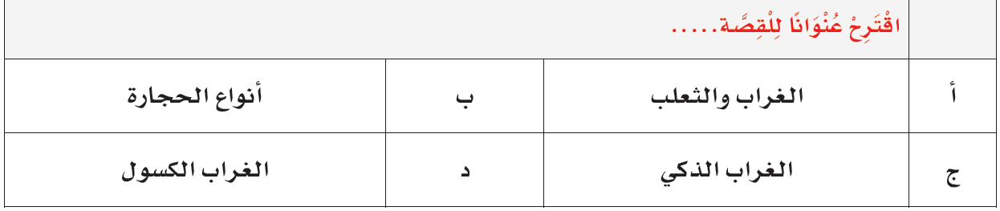 اقْتَرِحْ عُنْوَانًا لِلْقِصَّة.....
أ الغراب والثعلب ب أنواع الحجارة
ج الغراب الذكي د الغراب الكسول